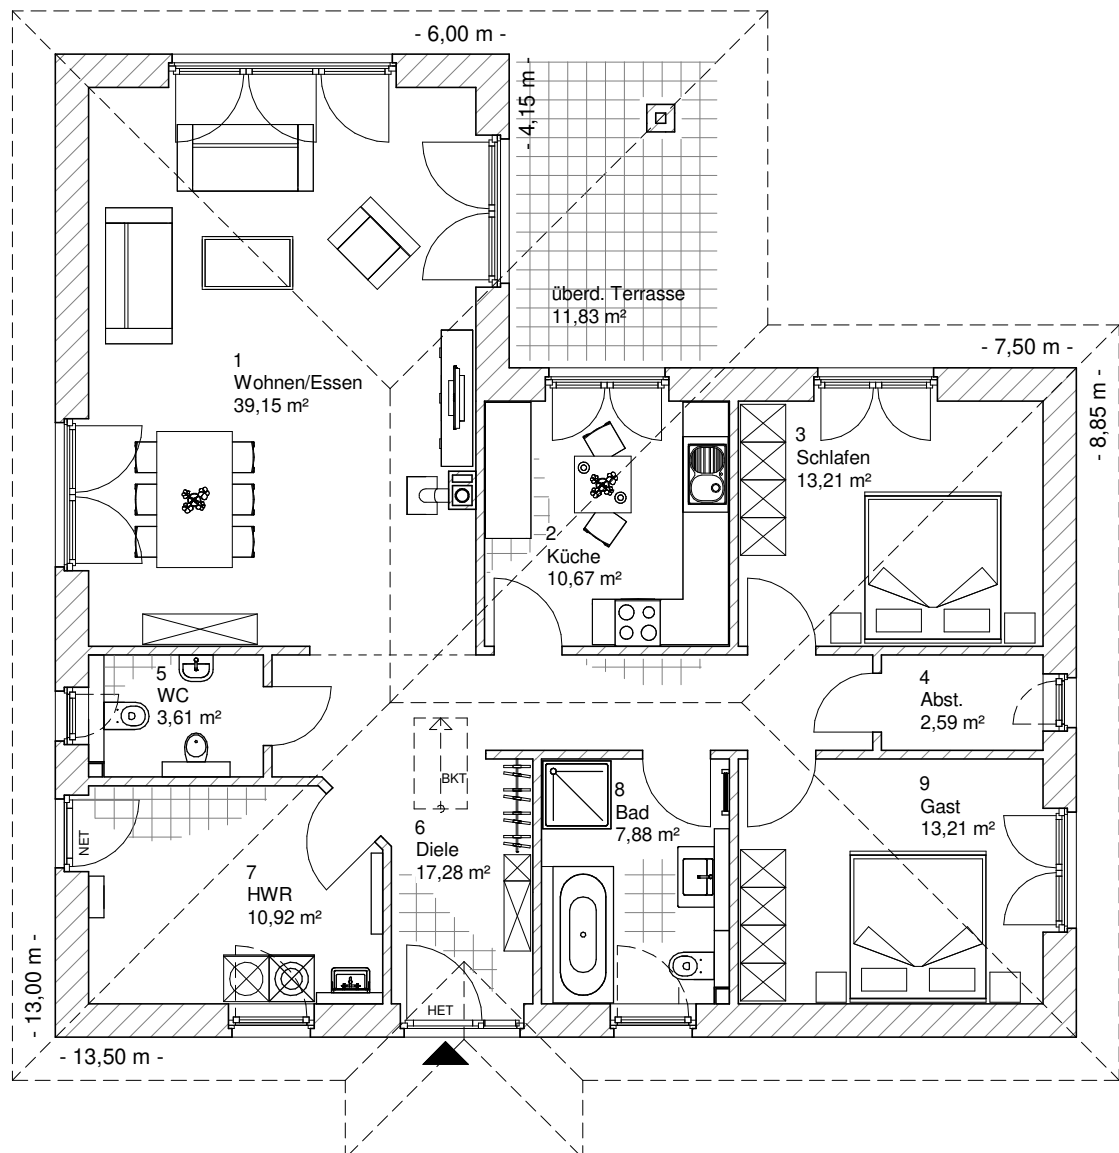 - 6,00 m -
- 4,15 m -
überd. Terrasse
11,83 m²
- 7,50 m -
- 8,85 m -
1
Wohnen/Essen
39,15 m²
2
Küche
10,67 m²
3
Schlafen
13,21 m²
4
Abst.
2,59 m²
5
WC
3,61 m²
BKT
6
Diele
17,28 m²
7
HWR
10,92 m²
8
Bad
7,88 m²
9
Gast
13,21 m²
NET
HET
- 13,00 m -
- 13,50 m -